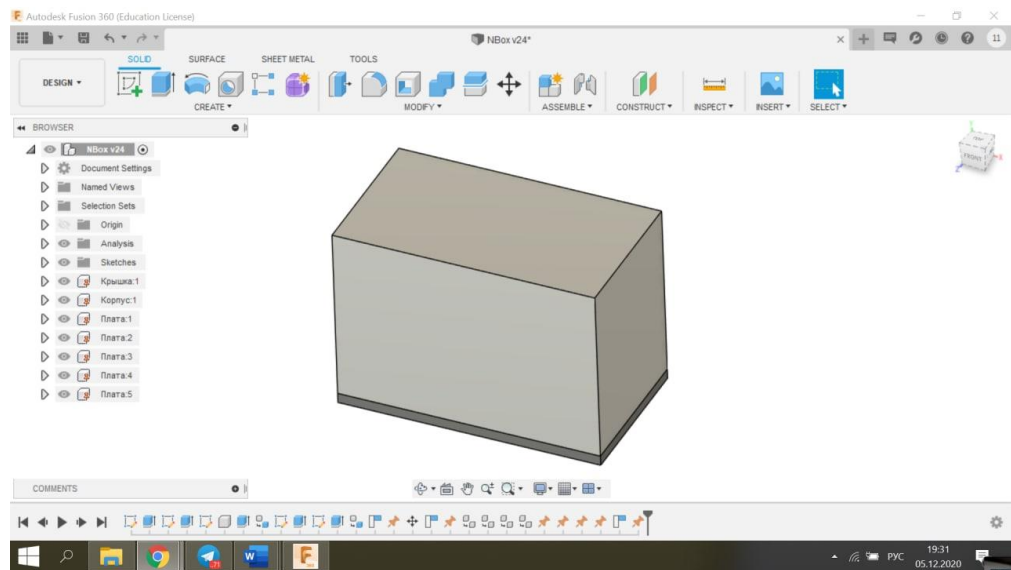 Autodesk Fusion 360 (Education License)
NBox v24*
11
SOLID SURFACE SHEET METAL TOOLS
DESIGN
CREATE MODIFY ASSEMBLE CONSTRUCT INSPECT INSERT SELECT
BROWSER
NBox v24
Document Settings
Named Views
Selection Sets
Origin
Analysis
Sketches
Крышка:1
Корпус:1
Плата:1
Плата:2
Плата:3
Плата:4
Плата:5
FRONT
COMMENTS
РУС
19:31
05.12.2020